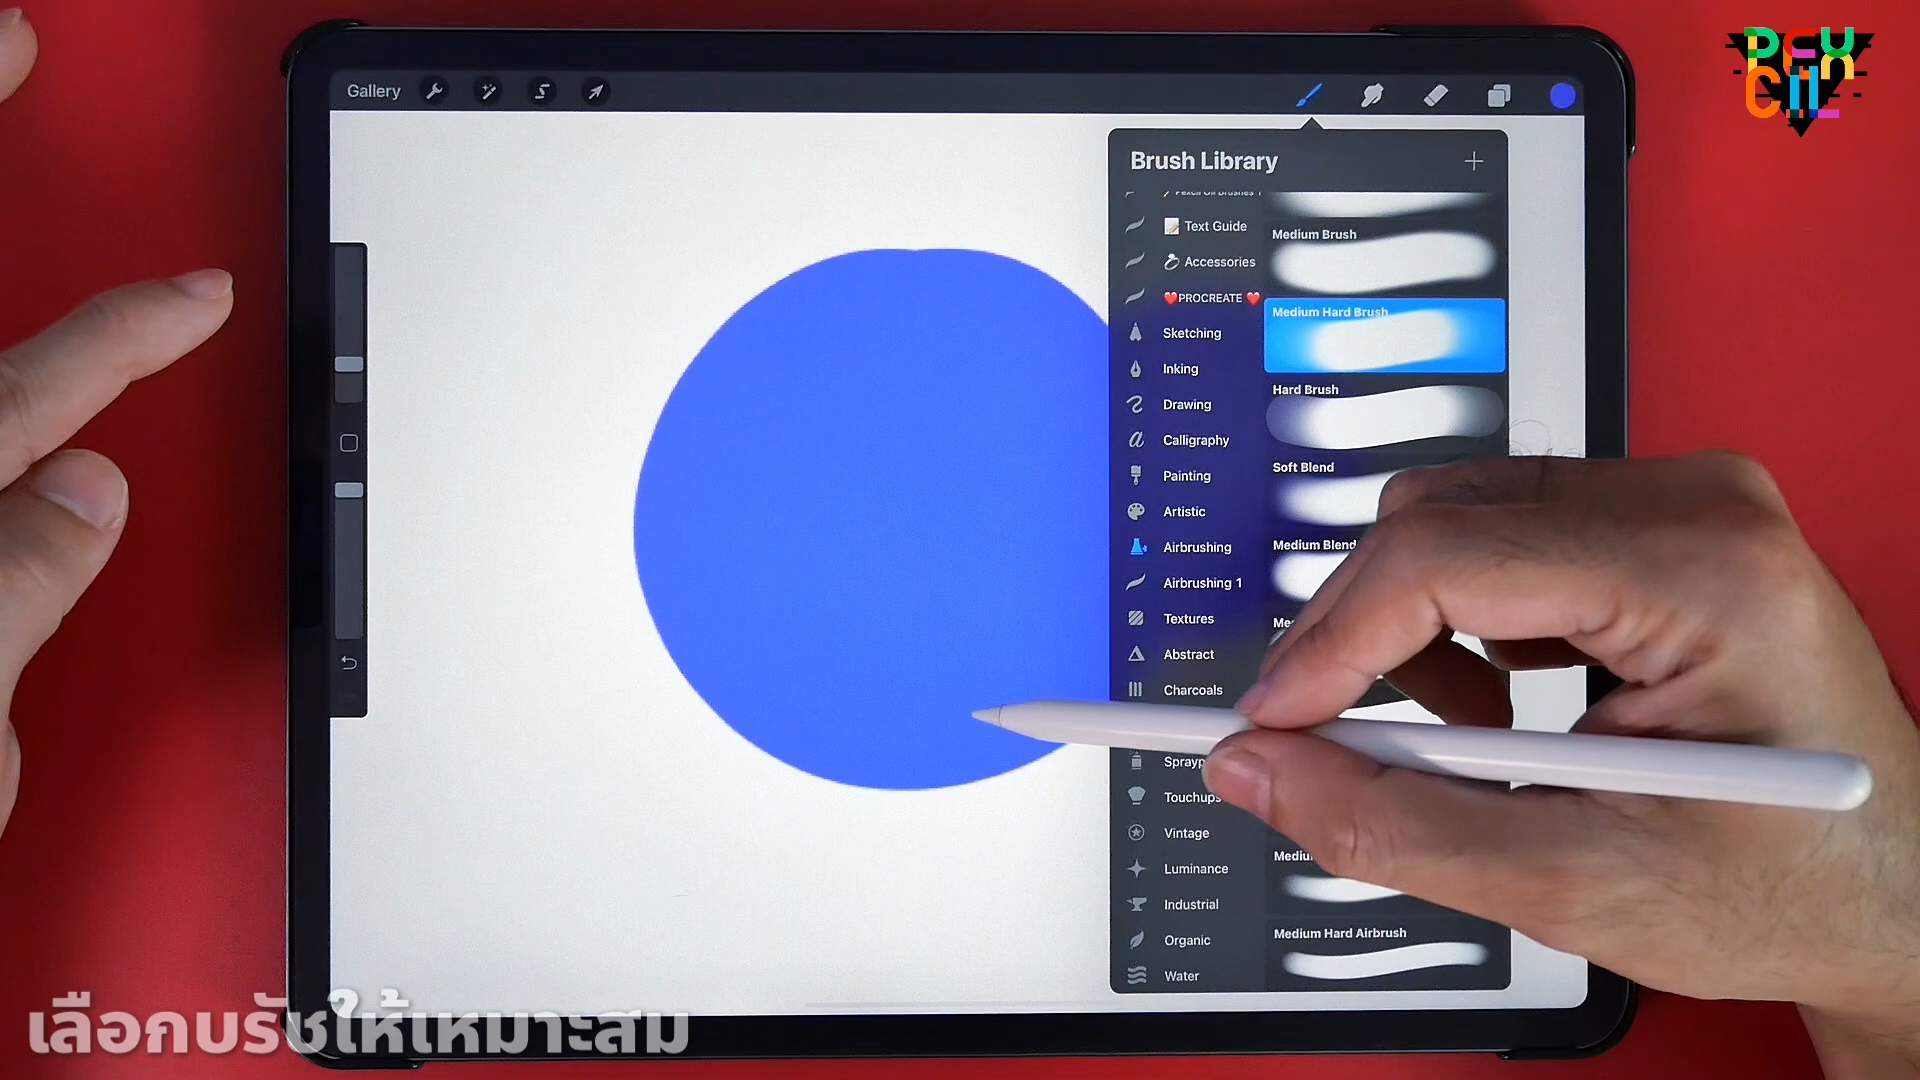 PEXCIL
Gallery
Brush Library
Text Guide
Accessories
❤️PROCREATE ❤️
Sketching
Inking
Drawing
Calligraphy
Painting
Artistic
Airbrushing
Airbrushing 1
Textures
Abstract
Charcoals
Touchups
Vintage
Luminance
Industrial
Organic
Water
Medium Brush
Medium Hard Brush
Hard Brush
Soft Blend
Medium Blend
Medium Hard Airbrush
เลือกบรัชให้เหมาะสม